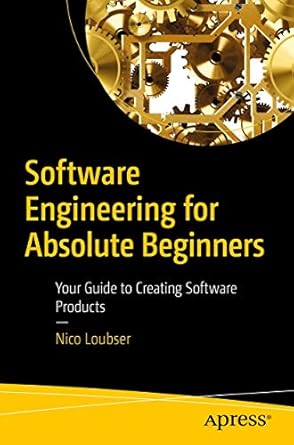 Software
Engineering for
Absolute Beginners
Your Guide to Creating Software
Products
—
Nico Loubser
Apress®